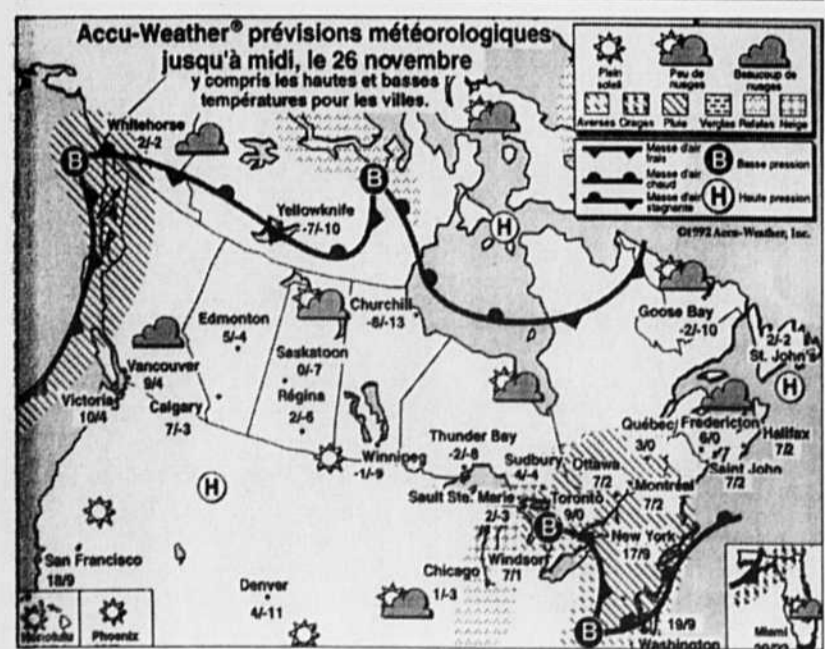 Accu-Weather® prévisions météorologiques
jusqu'à midi, le 26 novembre
y compris les hautes et basses
températures pour les villes.
Plein soleil
Peu de nuages
Beaucoup de nuages
Averses Orages Pluie Verglas Rafales Neige
Masse d'air frais
Masse d'air chaud
Masse d'air stagnante
B Basse pression
H Haute pression
©1992 Accu-Weather, Inc.
Whitehorse
2/-2
B
B
Yellowknife
-7/-10
H
Churchill
-8/-13
Edmonton
5/-4
Saskatoon
0/-7
Goose Bay
-2/-10
2/-2
St. John's
H
Vancouver
9/4
Victoria
10/4
Calgary
7/-3
Régina
2/-6
Winnipeg
-1/-9
Thunder Bay
-2/-8
Sudbury
4/-4
Sault Ste. Marie
2/-3
Ottawa
7/2
Toronto
9/0
Québec
3/0
Fredericton
6/0
Halifax
7/2
Saint John
7/2
Montréal
7/2
H
B
New York
17/9
Windsor
7/1
Chicago
1/-3
San Francisco
18/9
Denver
4/-11
Honolulu
Phoenix
B
19/9
Washington
Miami